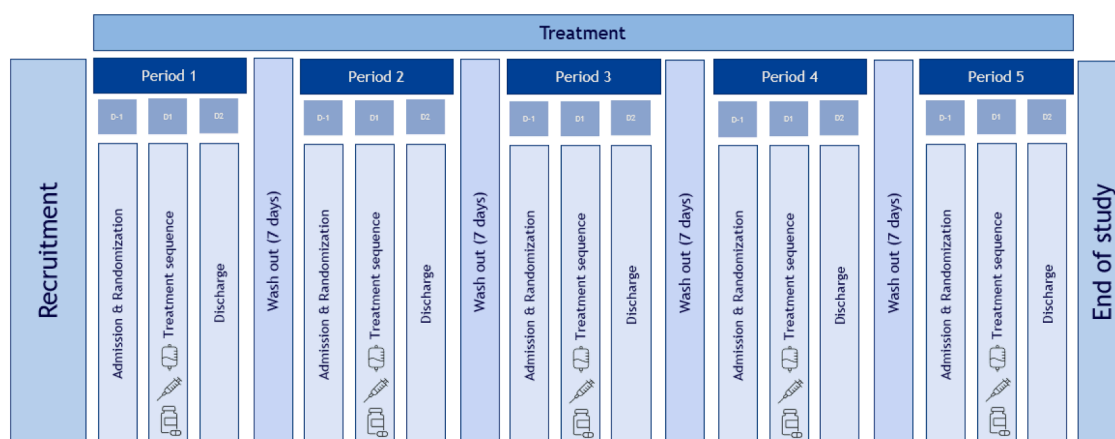 Treatment
Recruitment
Period 1
D-1
D1
D2
Admission & Randomization
Treatment sequence
Discharge
Wash out (7 days)
Period 2
D-1
D1
D2
Admission & Randomization
Treatment sequence
Discharge
Wash out (7 days)
Period 3
D-1
D1
D2
Admission & Randomization
Treatment sequence
Discharge
Wash out (7 days)
Period 4
D-1
D1
D2
Admission & Randomization
Treatment sequence
Discharge
Wash out (7 days)
Period 5
D-1
D1
D2
Admission & Randomization
Treatment sequence
Discharge
End of study